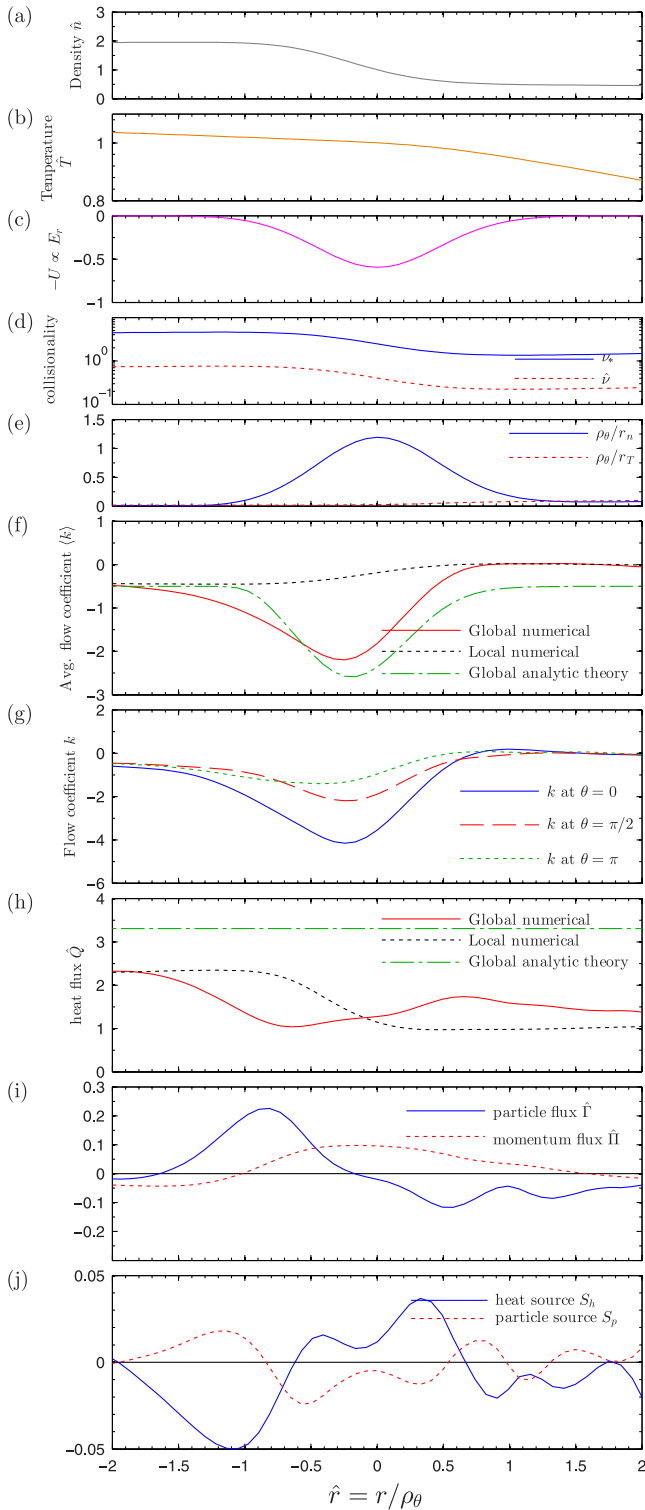 (a)
Density n̂
3
2
1
0
(b)
Temperature
T̂
1
0.8
(c)
−U ∝ E_r
0
−0.5
−1
(d)
collisionality
10⁰
10⁻¹
ν_*
ν̂
(e)
1.5
1
0.5
0
ρ_θ/r_n
ρ_θ/r_T
(f)
Avg. flow coefficient ⟨k⟩
1
0
−1
−2
−3
Global numerical
Local numerical
Global analytic theory
(g)
Flow coefficient k
2
0
−2
−4
−6
k at θ = 0
k at θ = π/2
k at θ = π
(h)
heat flux Q̂
4
3
2
1
0
Global numerical
Local numerical
Global analytic theory
(i)
0.3
0.2
0.1
0
−0.1
−0.2
particle flux Γ̂
momentum flux Π̂
(j)
0.05
0
−0.05
heat source S_h
particle source S_p
−2 −1.5 −1 −0.5 0 0.5 1 1.5 2
r̂ = r/ρ_θ